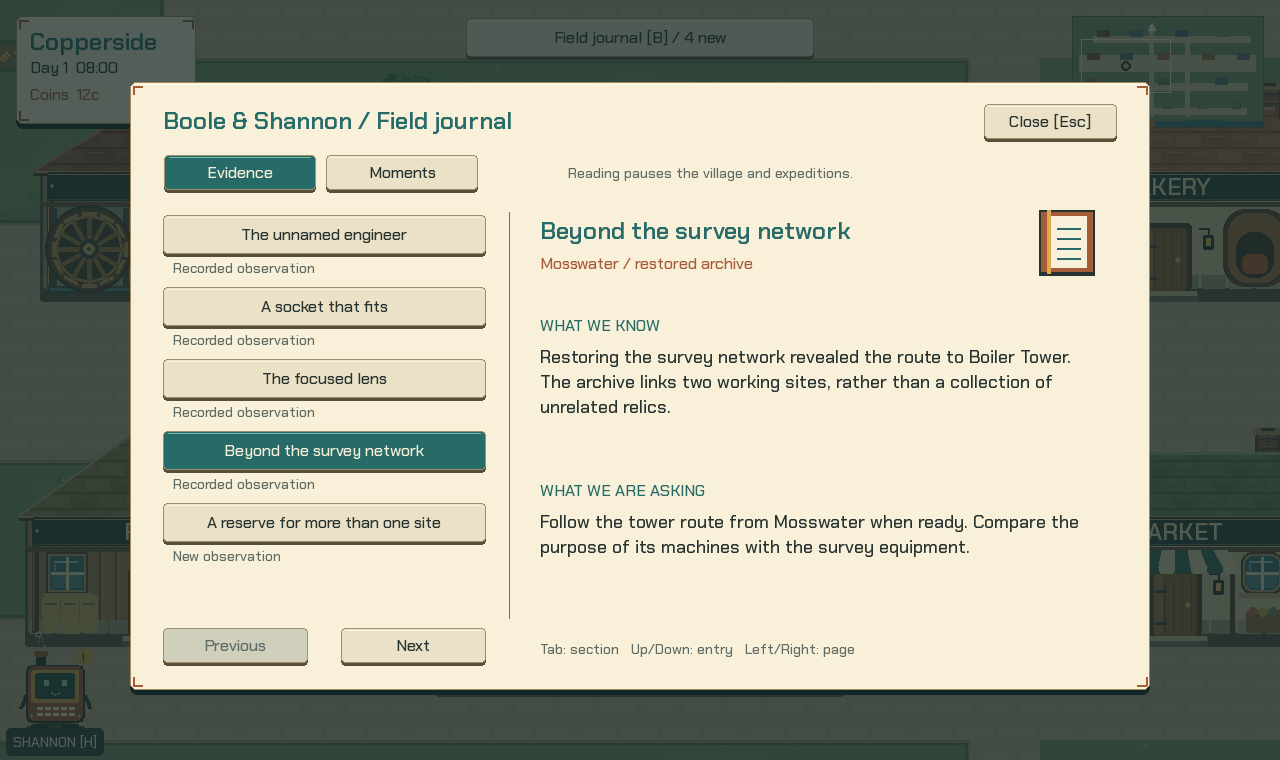 Copperside
Day 1 08:00
Coins 12c
Field journal [B] / 4 new
Boole & Shannon / Field journal
Close [Esc]
Evidence
Moments
Reading pauses the village and expeditions.
The unnamed engineer
Recorded observation
A socket that fits
Recorded observation
The focused lens
Recorded observation
Beyond the survey network
Recorded observation
A reserve for more than one site
New observation
Previous
Next
Beyond the survey network
Mosswater / restored archive
WHAT WE KNOW
Restoring the survey network revealed the route to Boiler Tower.
The archive links two working sites, rather than a collection of
unrelated relics.
WHAT WE ARE ASKING
Follow the tower route from Mosswater when ready. Compare the
purpose of its machines with the survey equipment.
Tab: section Up/Down: entry Left/Right: page
KERY
ARKET
SHANNON [H]